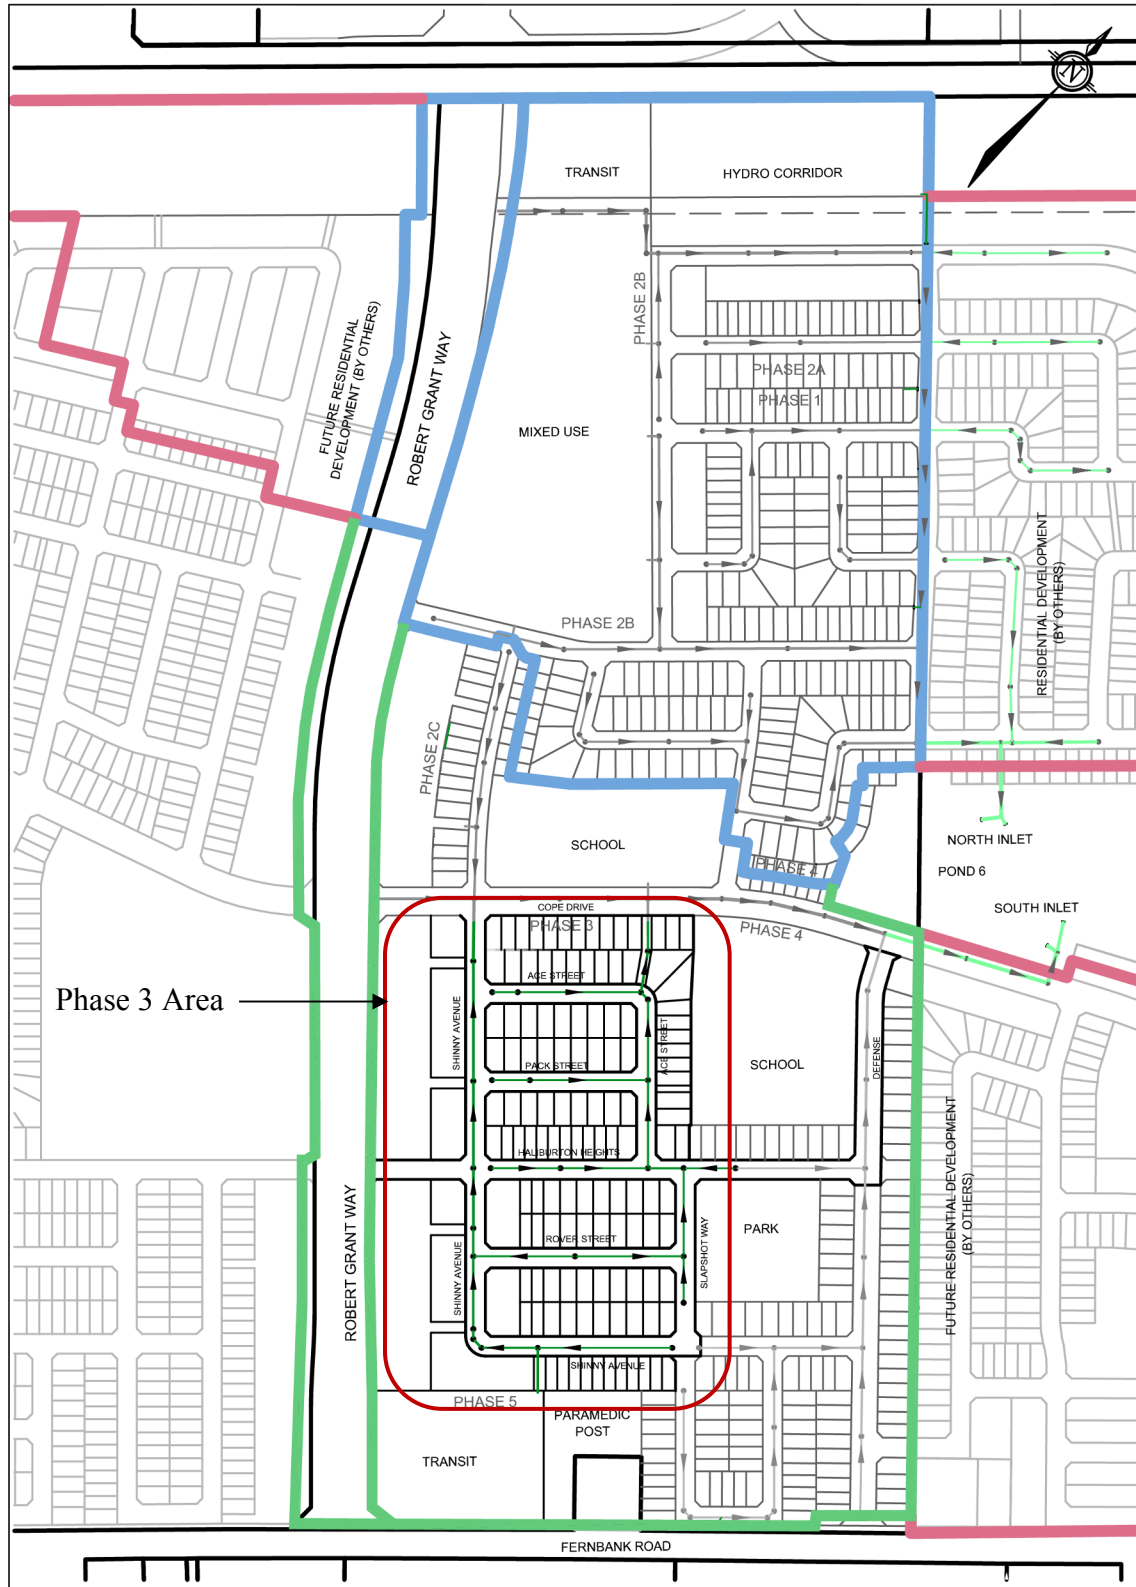 N
TRANSIT
HYDRO CORRIDOR
PHASE 2B
FUTURE RESIDENTIAL
DEVELOPMENT (BY OTHERS)
ROBERT GRANT WAY
PHASE 2A
PHASE 1
MIXED USE
RESIDENTIAL DEVELOPMENT
(BY OTHERS)
PHASE 2B
PHASE 2C
SCHOOL
PHASE 4
NORTH INLET
POND 6
SOUTH INLET
COPE DRIVE
PHASE 3
PHASE 4
Phase 3 Area
ACE STREET
SHINNY AVENUE
ACE STREET
SCHOOL
DEFENSE
PACK STREET
HALIBURTON HEIGHTS
FUTURE RESIDENTIAL DEVELOPMENT
(BY OTHERS)
ROBERT GRANT WAY
SHINNY AVENUE
ROVER STREET
SLAPSHOT WAY
PARK
SHINNY AVENUE
PHASE 5
PARAMEDIC
POST
TRANSIT
FERNBANK ROAD